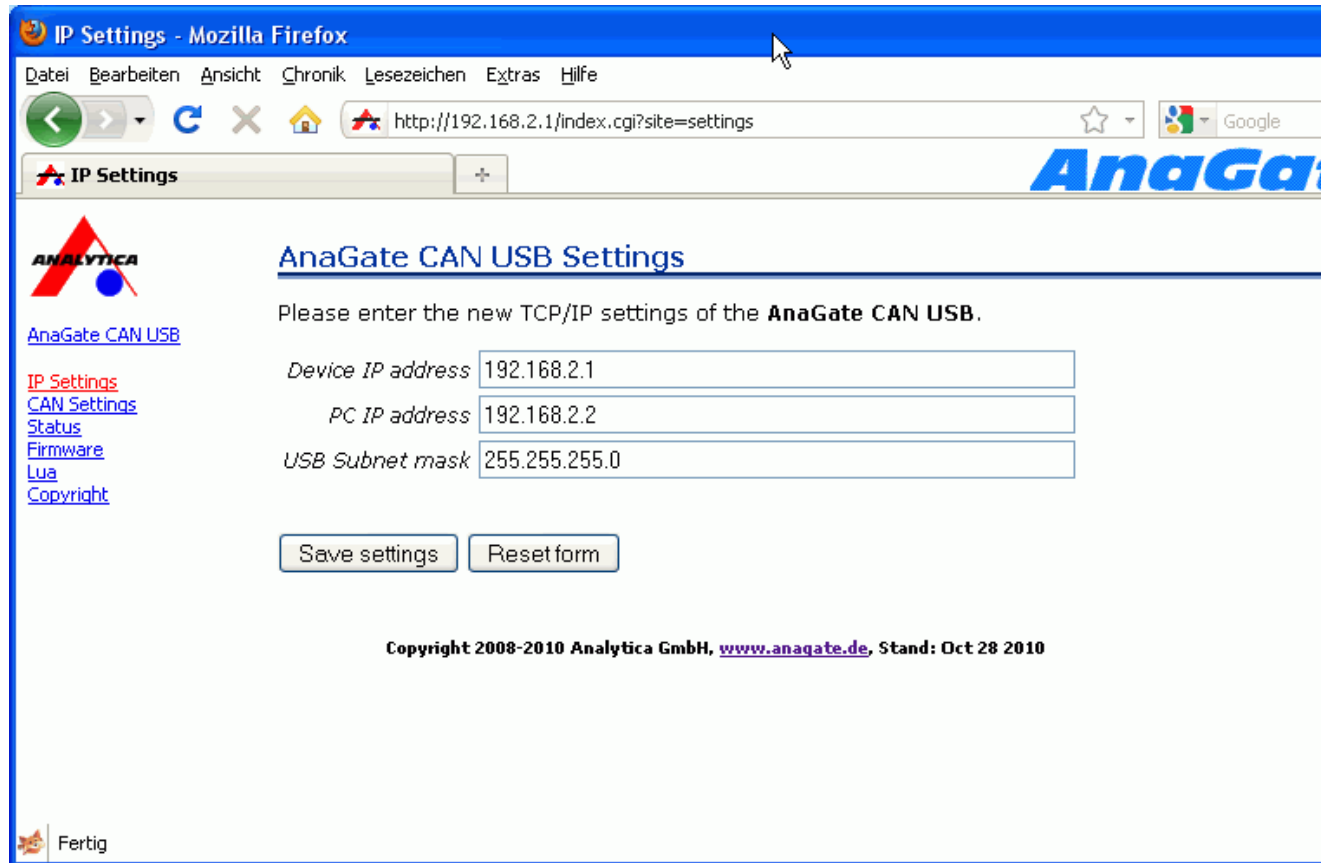 IP Settings - Mozilla Firefox
Datei Bearbeiten Ansicht Chronik Lesezeichen Extras Hilfe
http://192.168.2.1/index.cgi?site=settings
Google
IP Settings
AnaGat
ANALYTICA
AnaGate CAN USB
IP Settings
CAN Settings
Status
Firmware
Lua
Copyright
AnaGate CAN USB Settings
Please enter the new TCP/IP settings of the AnaGate CAN USB.
Device IP address 192.168.2.1
PC IP address 192.168.2.2
USB Subnet mask 255.255.255.0
Save settings Reset form
Copyright 2008-2010 Analytica GmbH, www.anagate.de, Stand: Oct 28 2010
Fertig